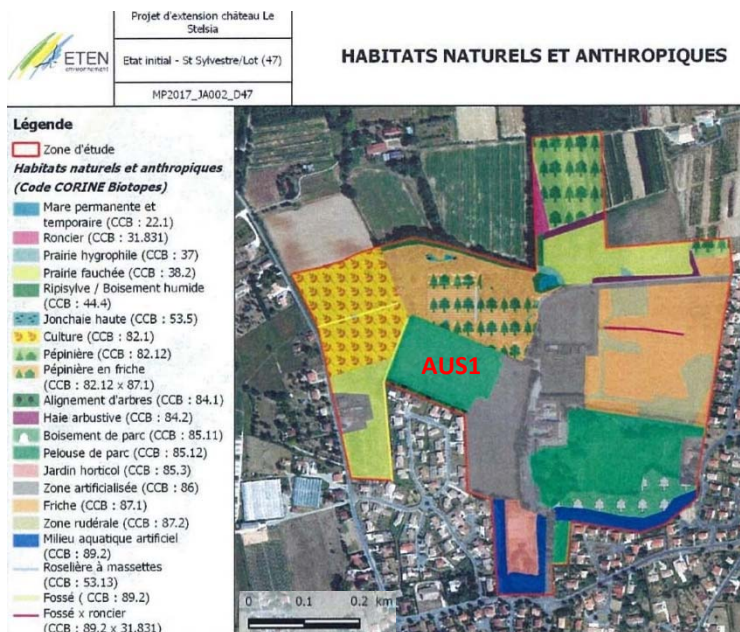 Projet d'extension château Le
Stelsia
ETEN
environnement
Etat initial - St Sylvestre/Lot (47)
MP2017_JA002_D47
HABITATS NATURELS ET ANTHROPIQUES
Légende
Zone d'étude
Habitats naturels et anthropiques
(Code CORINE Biotopes)
Mare permanente et
temporaire (CCB : 22.1)
Roncier (CCB : 31.831)
Prairie hygrophile (CCB : 37)
Prairie fauchée (CCB : 38.2)
Ripisylve / Boisement humide
(CCB : 44.4)
Jonchaie haute (CCB : 53.5)
Culture (CCB : 82.1)
Pépinière (CCB : 82.12)
Pépinière en friche
(CCB : 82.12 x 87.1)
Alignement d'arbres (CCB : 84.1)
Haie arbustive (CCB : 84.2)
Boisement de parc (CCB : 85.11)
Pelouse de parc (CCB : 85.12)
Jardin horticol (CCB : 85.3)
Zone artificialisée (CCB : 86)
Friche (CCB : 87.1)
Zone rudérale (CCB : 87.2)
Milieu aquatique artificiel
(CCB : 89.2)
Roselière à massettes
(CCB : 53.13)
Fossé ( CCB : 89.2)
Fossé x roncier
(CCB : 89.2 x 31.831)
AUS1
0 0.1 0.2 km